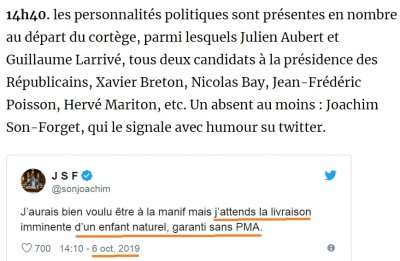 14h40. les personnalités politiques sont présentes en nombre
au départ du cortège, parmi lesquels Julien Aubert et
Guillaume Larrivé, tous deux candidats à la présidence des
Républicains, Xavier Breton, Nicolas Bay, Jean-Frédéric
Poisson, Hervé Mariton, etc. Un absent au moins : Joachim
Son-Forget, qui le signale avec humour su twitter.
J S F
@sonjoachim
J'aurais bien voulu être à la manif mais j'attends la livraison
imminente d'un enfant naturel, garanti sans PMA.
700 14:10 - 6 oct. 2019